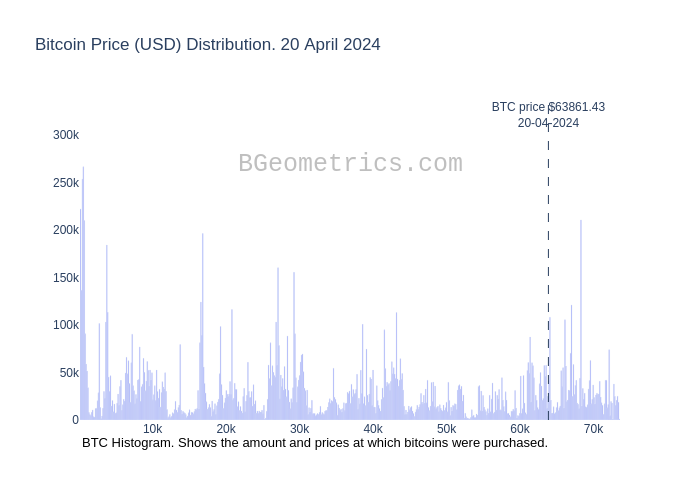 Bitcoin Price (USD) Distribution. 20 April 2024
BTC price $63861.43
20-04-2024
300k
BGeometrics.com
250k
200k
150k
100k
50k
0
10k 20k 30k 40k 50k 60k 70k
BTC Histogram. Shows the amount and prices at which bitcoins were purchased.